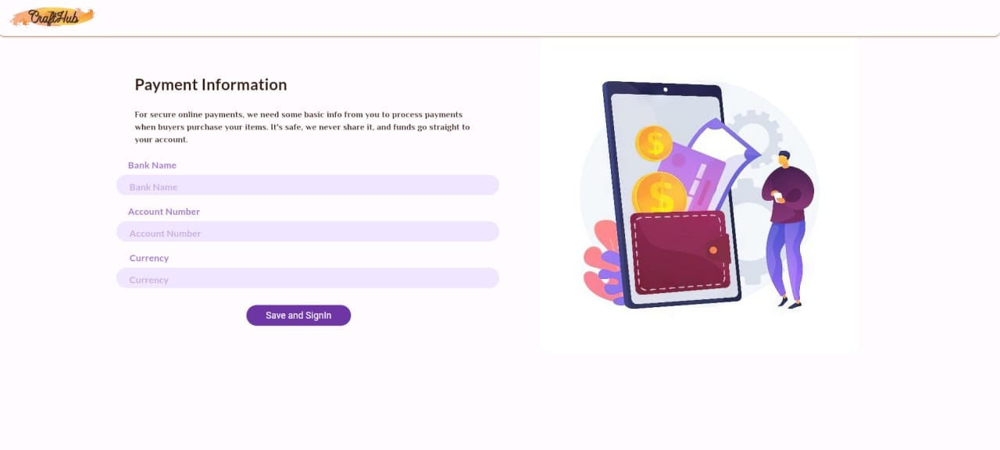 CraftHub
Payment Information
For secure online payments, we need some basic info from you to process payments
when buyers purchase your items. It's safe, we never share it, and funds go straight to
your account.
Bank Name
Bank Name
Account Number
Account Number
Currency
Currency
Save and SignIn
$
$